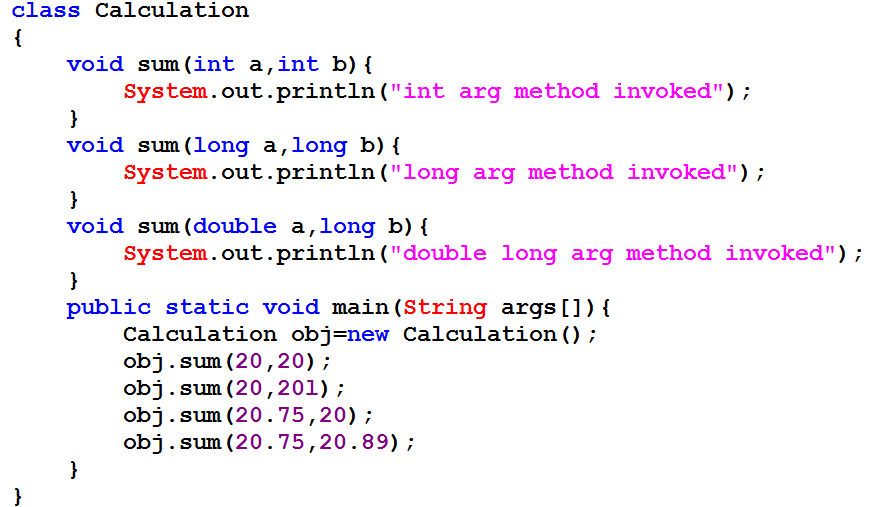 class Calculation
{
    void sum(int a,int b){
        System.out.println("int arg method invoked");
    }
    void sum(long a,long b){
        System.out.println("long arg method invoked");
    }
    void sum(double a,long b){
        System.out.println("double long arg method invoked");
    }
    public static void main(String args[]){
        Calculation obj=new Calculation();
        obj.sum(20,20);
        obj.sum(20,20l);
        obj.sum(20.75,20);
        obj.sum(20.75,20.89);
    }
}